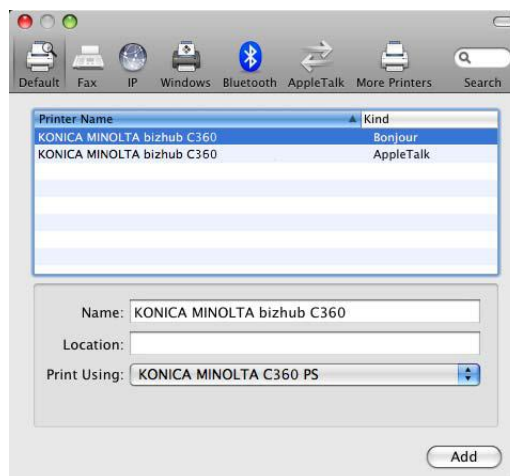 Default Fax IP Windows Bluetooth AppleTalk More Printers Search
Printer Name Kind
KONICA MINOLTA bizhub C360 Bonjour
KONICA MINOLTA bizhub C360 AppleTalk
Name: KONICA MINOLTA bizhub C360
Location:
Print Using: KONICA MINOLTA C360 PS
Add